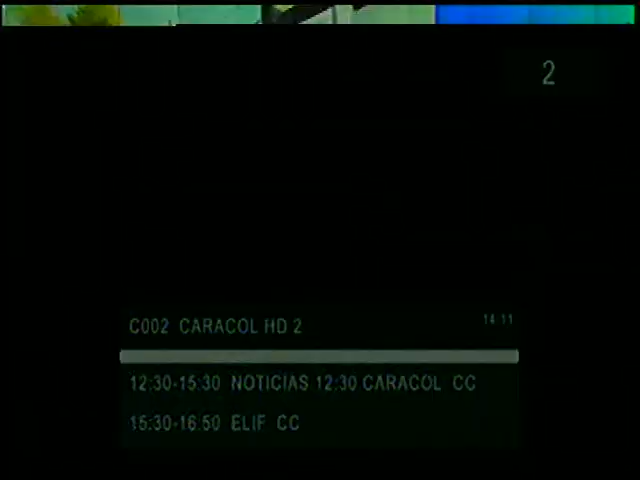 2
C002 CARACOL HD 2
14:11
12:30-15:30 NOTICIAS 12:30 CARACOL CC
15:30-16:50 ELIF CC